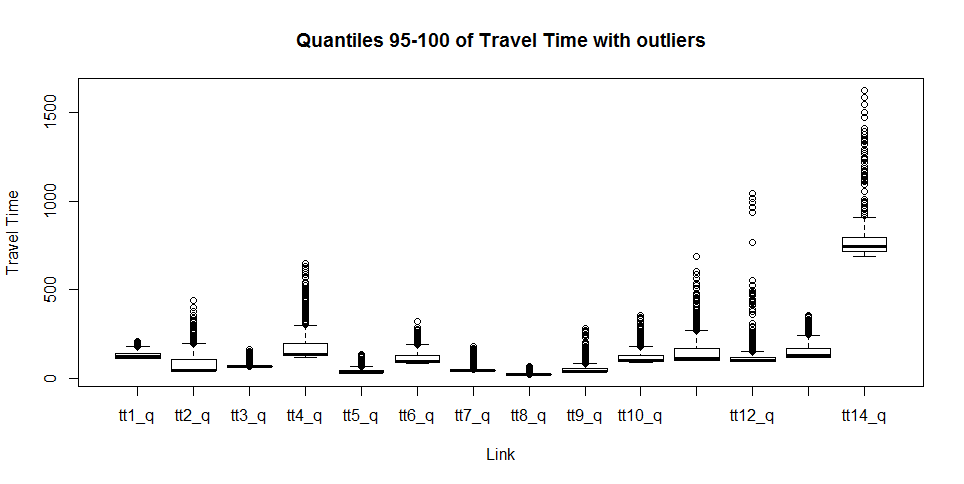 Quantiles 95-100 of Travel Time with outliers
Travel Time
1500
1000
500
0
tt1_q tt2_q tt3_q tt4_q tt5_q tt6_q tt7_q tt8_q tt9_q tt10_q tt12_q tt14_q
Link